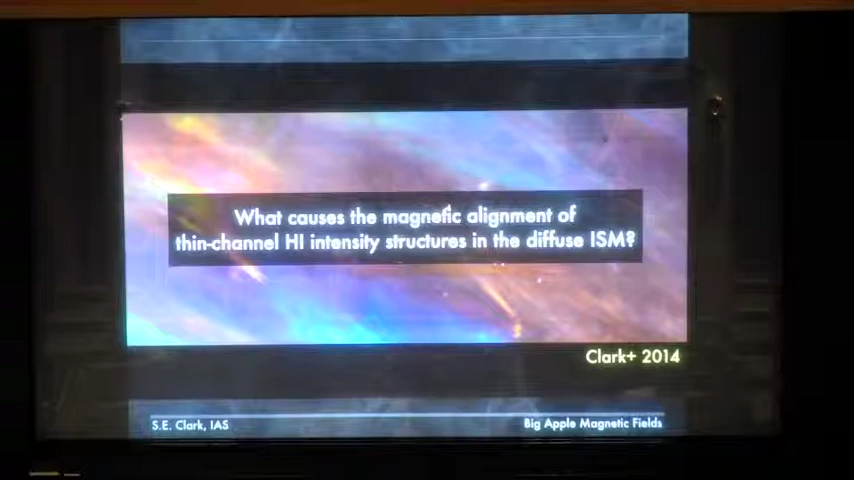 What causes the magnetic alignment of
thin-channel HI intensity structures in the diffuse ISM?
Clark+ 2014
S.E. Clark, IAS
Big Apple Magnetic Fields